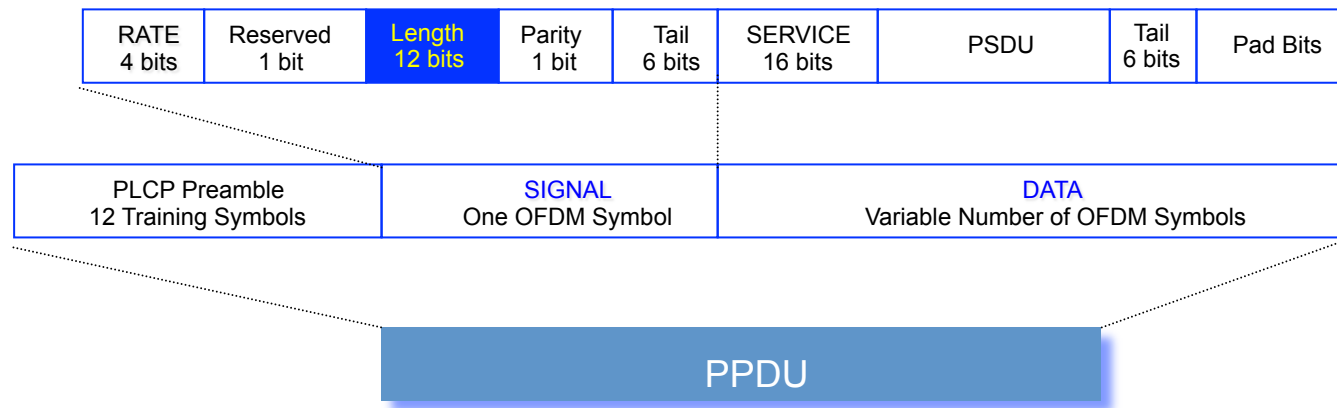 RATE
4 bits
Reserved
1 bit
Length
12 bits
Parity
1 bit
Tail
6 bits
SERVICE
16 bits
PSDU
Tail
6 bits
Pad Bits
PLCP Preamble
12 Training Symbols
SIGNAL
One OFDM Symbol
DATA
Variable Number of OFDM Symbols
PPDU